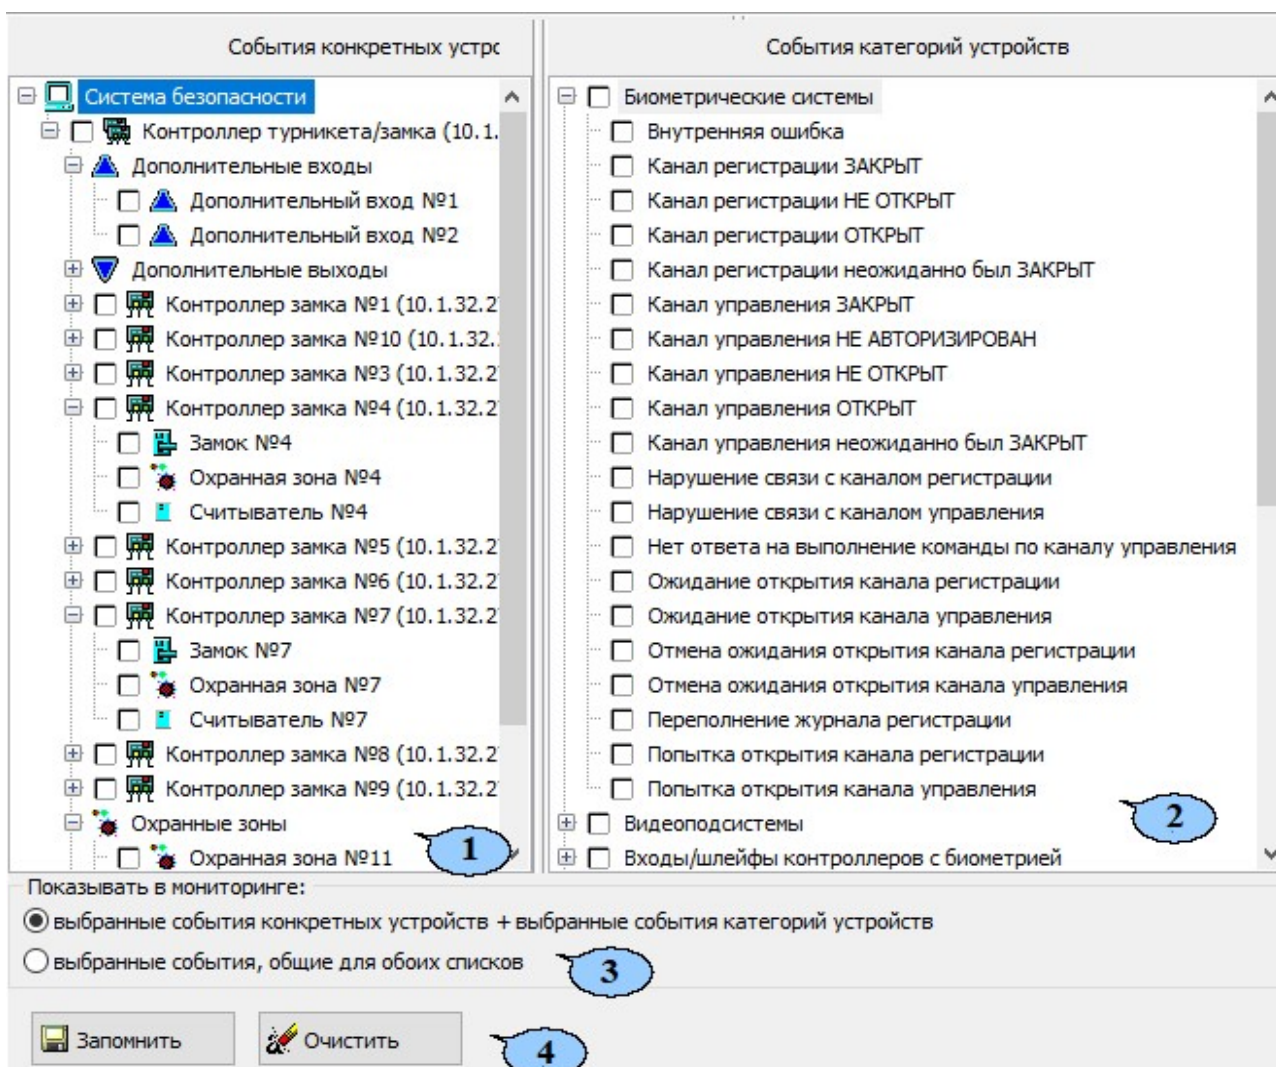 События конкретных устрс
Система безопасности
Контроллер турникета/замка (10.1.
Дополнительные входы
Дополнительный вход №1
Дополнительный вход №2
Дополнительные выходы
Контроллер замка №1 (10.1.32.2
Контроллер замка №10 (10.1.32.
Контроллер замка №3 (10.1.32.2
Контроллер замка №4 (10.1.32.2
Замок №4
Охранная зона №4
Считыватель №4
Контроллер замка №5 (10.1.32.2
Контроллер замка №6 (10.1.32.2
Контроллер замка №7 (10.1.32.2
Замок №7
Охранная зона №7
Считыватель №7
Контроллер замка №8 (10.1.32.2
Контроллер замка №9 (10.1.32.2
Охранные зоны
Охранная зона №11
1
События категорий устройств
Биометрические системы
Внутренняя ошибка
Канал регистрации ЗАКРЫТ
Канал регистрации НЕ ОТКРЫТ
Канал регистрации ОТКРЫТ
Канал регистрации неожиданно был ЗАКРЫТ
Канал управления ЗАКРЫТ
Канал управления НЕ АВТОРИЗИРОВАН
Канал управления НЕ ОТКРЫТ
Канал управления ОТКРЫТ
Канал управления неожиданно был ЗАКРЫТ
Нарушение связи с каналом регистрации
Нарушение связи с каналом управления
Нет ответа на выполнение команды по каналу управления
Ожидание открытия канала регистрации
Ожидание открытия канала управления
Отмена ожидания открытия канала регистрации
Отмена ожидания открытия канала управления
Переполнение журнала регистрации
Попытка открытия канала регистрации
Попытка открытия канала управления
2
Видеоподсистемы
Входы/шлейфы контроллеров с биометрией
Показывать в мониторинге:
выбранные события конкретных устройств + выбранные события категорий устройств
выбранные события, общие для обоих списков
3
Запомнить
Очистить
4